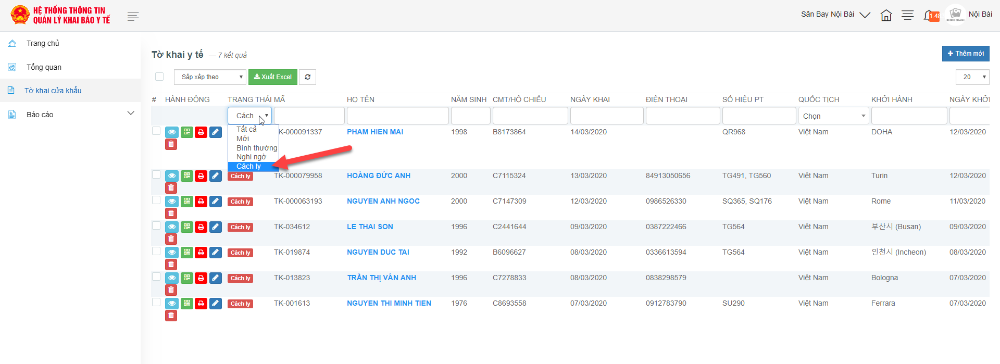 HỆ THỐNG THÔNG TIN
QUẢN LÝ KHAI BÁO Y TẾ
Sân Bay Nội Bài
1.48
KHÔNG CÓ ẢNH
Nội Bài
Trang chủ
Tổng quan
Tờ khai cửa khẩu
Báo cáo
Tờ khai y tế — 7 kết quả
Thêm mới
Sắp xếp theo Xuất Excel 20
# HÀNH ĐỘNG TRẠNG THÁI MÃ HỌ TÊN NĂM SINH CMT/HỘ CHIẾU NGÀY KHAI ĐIỆN THOẠI SỐ HIỆU PT QUỐC TỊCH KHỞI HÀNH NGÀY KHỞI
Cách Chọn
Tất cả
Mới
Bình thường
Nghi ngờ
Cách ly
K-000091337 PHAM HIEN MAI 1998 B8173864 14/03/2020 QR968 Việt Nam DOHA 12/03/2020
Cách ly TK-000079958 HOÀNG ĐỨC ANH 2000 C7115324 13/03/2020 84913050656 TG491, TG560 Việt Nam Turin 12/03/2020
Cách ly TK-000063193 NGUYEN ANH NGOC 2000 C7147309 12/03/2020 0986526330 SQ365, SQ176 Việt Nam Rome 11/03/2020
Cách ly TK-034612 LE THAI SON 1996 C2441644 09/03/2020 0387222466 TG564 Việt Nam 부산시 (Busan) 09/03/2020
Cách ly TK-019874 NGUYEN DUC TAI 1992 B6096627 08/03/2020 0336613594 TG564 Việt Nam 인천시 (Incheon) 08/03/2020
Cách ly TK-013823 TRẦN THỊ VÂN ANH 1996 C7278833 08/03/2020 0838298579 Việt Nam Bologna 07/03/2020
Cách ly TK-001613 NGUYEN THI MINH TIEN 1976 C8693558 07/03/2020 0912783790 SU290 Việt Nam Ferrara 07/03/2020